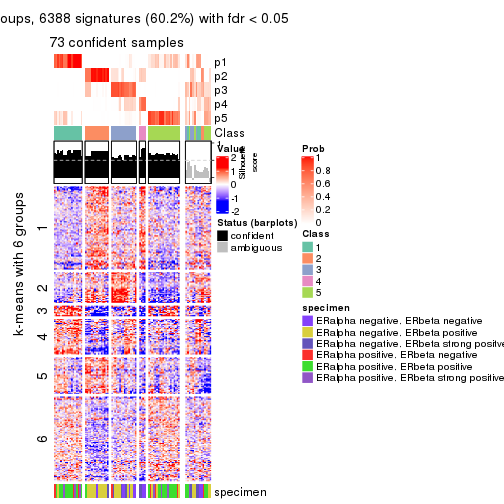 oups, 6388 signatures (60.2%) with fdr < 0.05
73 confident samples
p1
p2
p3
p4
p5
Class
1
Silhouette
score
Value
2
1
0
-1
-2
Status (barplots)
confident
ambiguous
Prob
1
0.8
0.6
0.4
0.2
0
Class
1
2
3
4
5
specimen
ERalpha negative. ERbeta negative
ERalpha negative. ERbeta positive
ERalpha negative. ERbeta strong positive
ERalpha positive. ERbeta negative
ERalpha positive. ERbeta positive
ERalpha positive. ERbeta strong positive
k-means with 6 groups
1
2
3
4
5
6
specimen